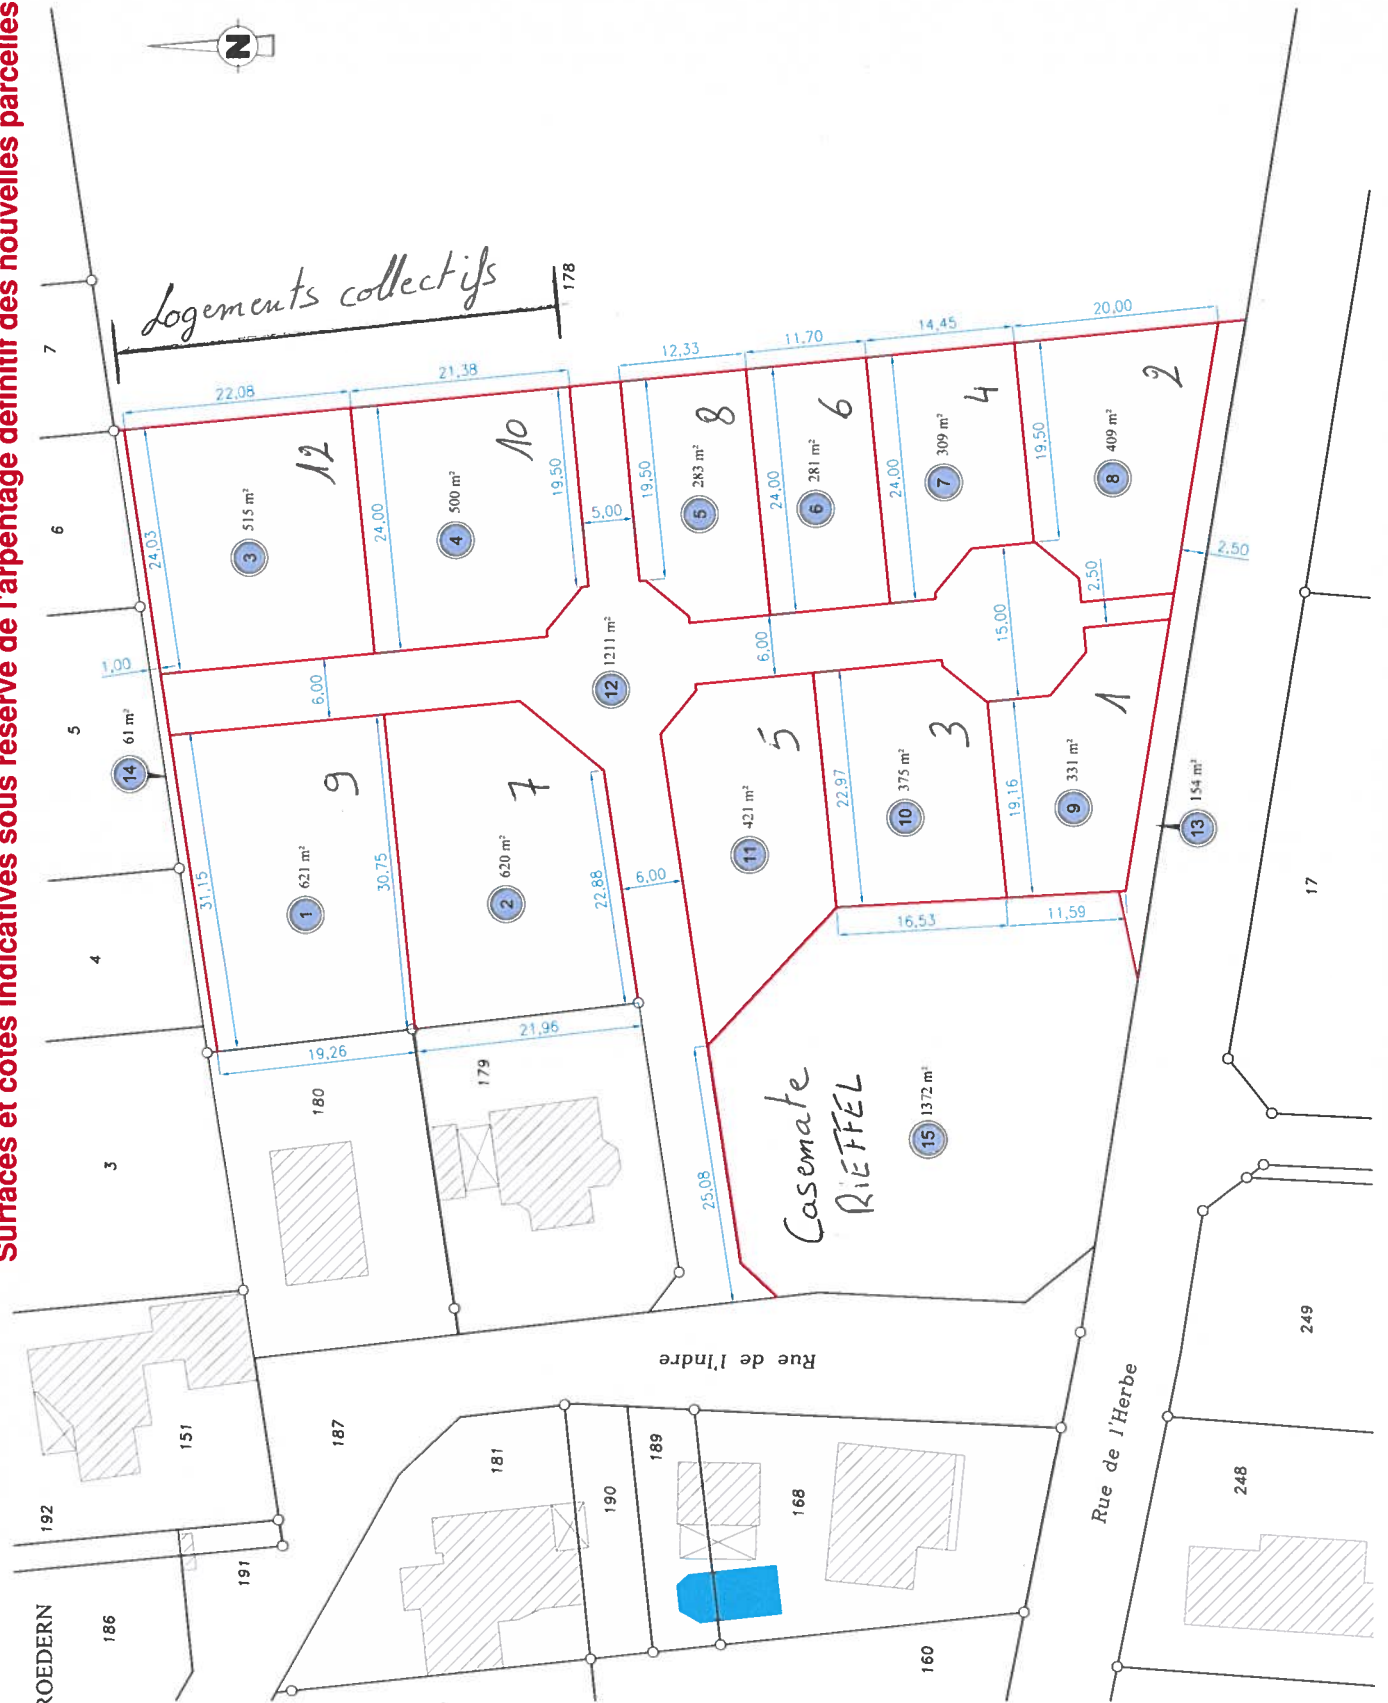 Surfaces et cotes indicatives sous réserve de l'arpentage définitif des nouvelles parcelles
N
7
6
5
4
3
Logements collectifs
178
22,08
21,38
12,33
11,70
14,45
20,00
24,03
3 515 m²
12
24,00
4 500 m²
10
19,50
5,00
19,50
5 283 m²
8
24,00
6 281 m²
6
24,00
7 309 m²
4
19,50
8 409 m²
2
2,50
2,50
1,00
14 61 m²
6,00
12 1211 m²
6,00
15,00
31,15
1 621 m²
9
30,75
2 620 m²
7
22,88
6,00
11 421 m²
5
22,97
10 375 m²
3
19,16
9 331 m²
1
13 154 m²
17
16,53
11,59
19,26
21,96
180
179
25,08
Casemate
RIEFFEL
15 1372 m²
Rue de l'Indre
Rue de l'Herbe
249
248
192
151
187
181
190
189
168
191
186
160
ROEDERN